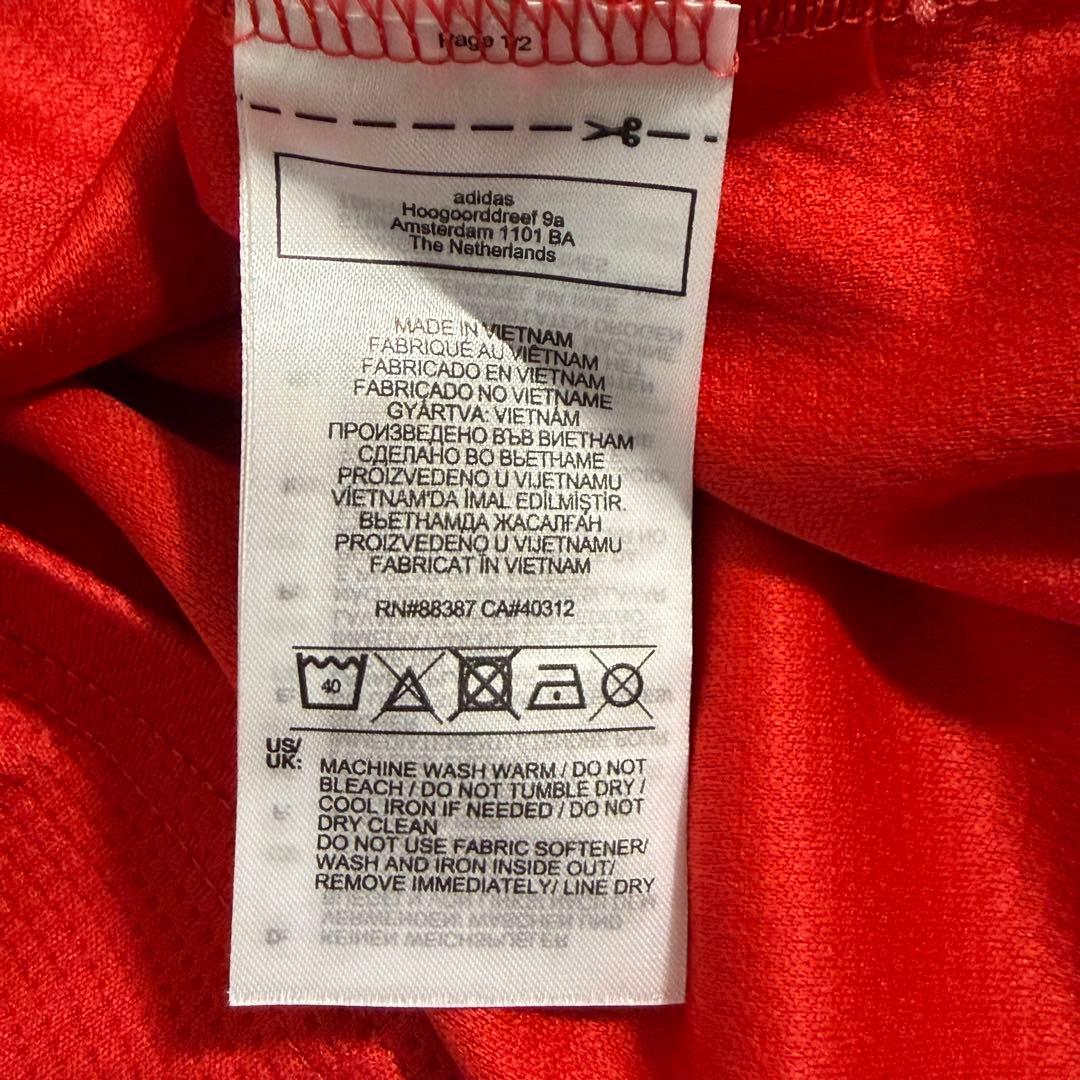 Page 1/2
adidas
Hoogoorddreef 9a
Amsterdam 1101 BA
The Netherlands
MADE IN VIETNAM
FABRIQUÉ AU VIÊTNAM
FABRICADO EN VIETNAM
FABRICADO NO VIETNAME
GYÁRTVA: VIETNÁM
ПРОИЗВЕДЕНО ВЪВ ВИЕТНАМ
СДЕЛАНО ВО ВЬЕТНАМЕ
PROIZVEDENO U VIJETNAMU
VİETNAM'DA İMAL EDİLMİŞTİR.
ВЬЕТНАМДА ЖАСАЛҒАН
PROIZVEDENO U VIJETNAMU
FABRICAT ÎN VIETNAM
RN#88387 CA#40312
40
US/
UK:
MACHINE WASH WARM / DO NOT
BLEACH / DO NOT TUMBLE DRY /
COOL IRON IF NEEDED / DO NOT
DRY CLEAN
DO NOT USE FABRIC SOFTENER/
WASH AND IRON INSIDE OUT/
REMOVE IMMEDIATELY/ LINE DRY